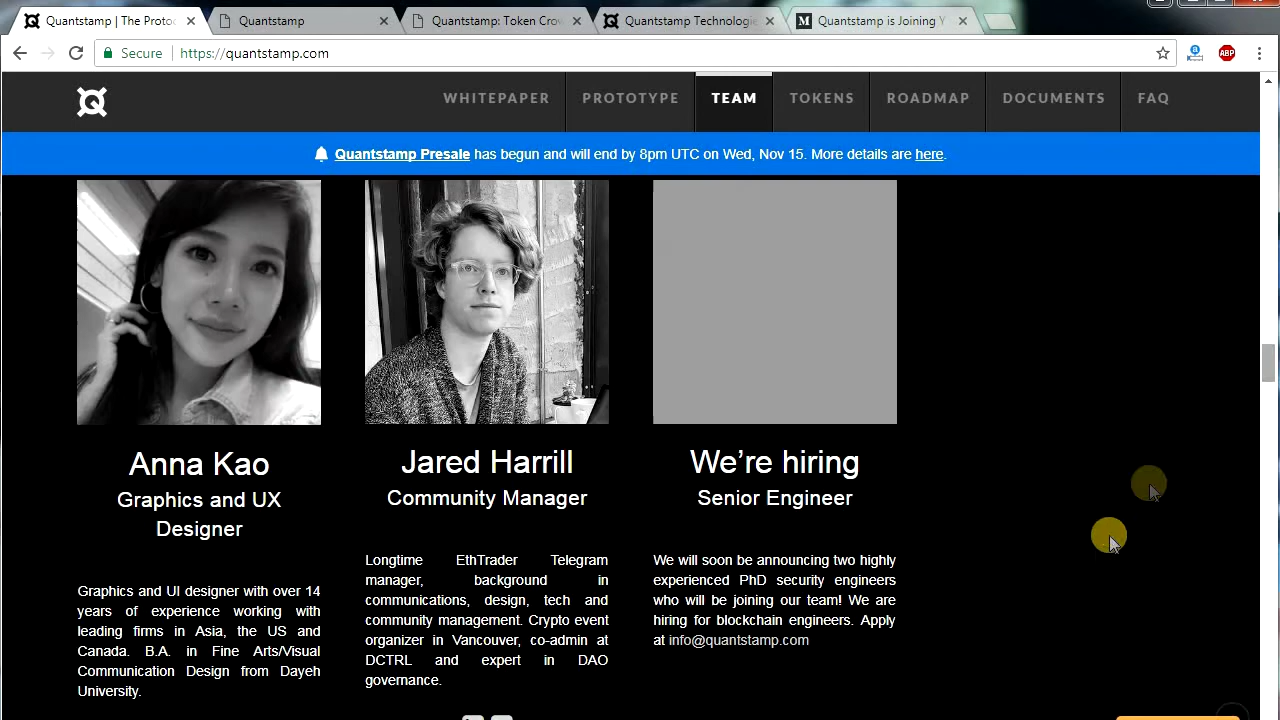 Quantstamp | The Protoc
Quantstamp
Quantstamp: Token Crow
Quantstamp Technologie
Quantstamp is Joining Y
Secure
https://quantstamp.com
ABP
WHITEPAPER
PROTOTYPE
TEAM
TOKENS
ROADMAP
DOCUMENTS
FAQ
Quantstamp Presale has begun and will end by 8pm UTC on Wed, Nov 15. More details are here.
Anna Kao
Graphics and UX
Designer
Graphics and UI designer with over 14
years of experience working with
leading firms in Asia, the US and
Canada. B.A. in Fine Arts/Visual
Communication Design from Dayeh
University.
Jared Harrill
Community Manager
Longtime EthTrader Telegram
manager, background in
communications, design, tech and
community management. Crypto event
organizer in Vancouver, co-admin at
DCTRL and expert in DAO
governance.
We’re hiring
Senior Engineer
We will soon be announcing two highly
experienced PhD security engineers
who will be joining our team! We are
hiring for blockchain engineers. Apply
at info@quantstamp.com